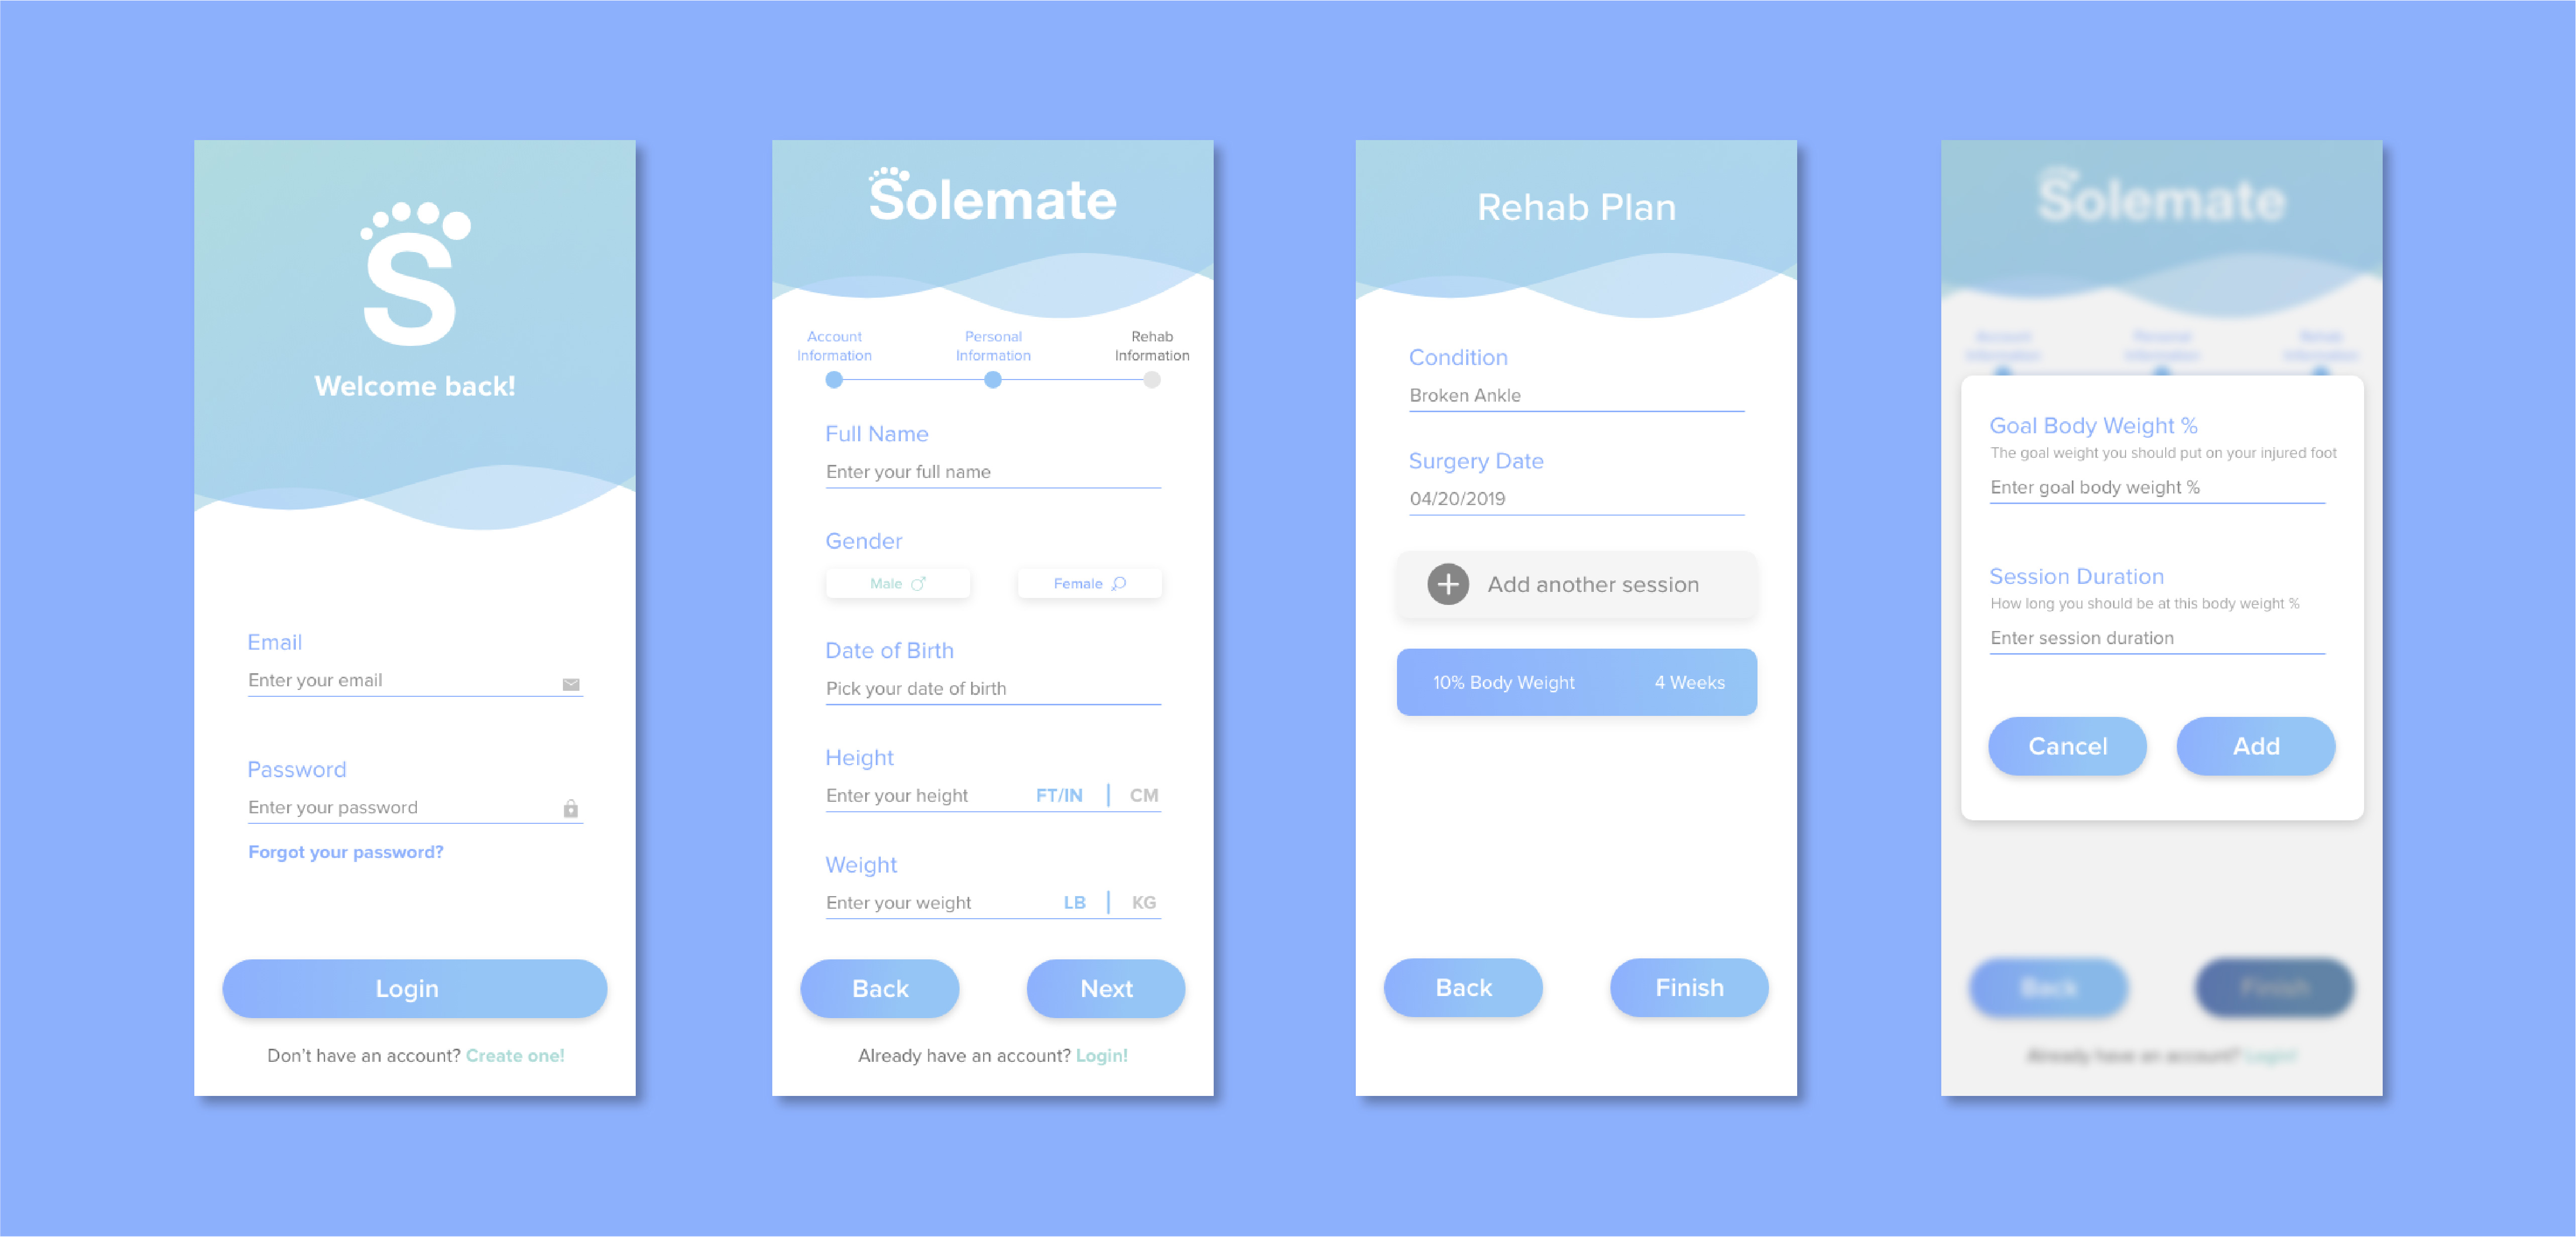 S
Welcome back!
Email
Enter your email
Password
Enter your password
Forgot your password?
Login
Don't have an account? Create one!
Solemate
Account
Information
Personal
Information
Rehab
Information
Full Name
Enter your full name
Gender
Male
Female
Date of Birth
Pick your date of birth
Height
Enter your height FT/IN | CM
Weight
Enter your weight LB | KG
Back
Next
Already have an account? Login!
Rehab Plan
Condition
Broken Ankle
Surgery Date
04/20/2019
Add another session
10% Body Weight 4 Weeks
Back
Finish
Solemate
Account
Information
Personal
Information
Rehab
Information
Goal Body Weight %
The goal weight you should put on your injured foot
Enter goal body weight %
Session Duration
How long you should be at this body weight %
Enter session duration
Cancel
Add
Back
Finish
Already have an account? Login!